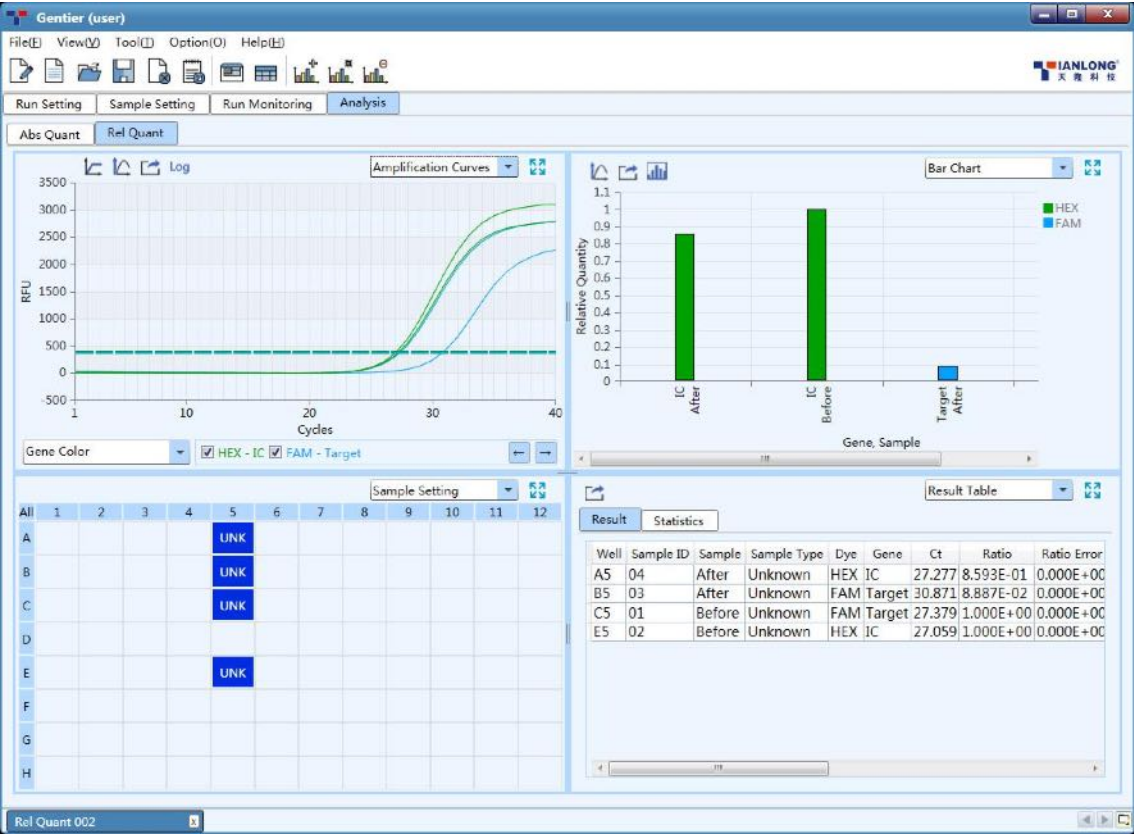 Gentier (user)
File(F) View(V) Tool(T) Option(O) Help(H)
TIANLONG
天隆科技
Run Setting Sample Setting Run Monitoring Analysis
Abs Quant Rel Quant
Log Amplification Curves
3500
3000
2500
2000
1500
1000
500
0
-500
RFU
1 10 20 30 40
Cycles
Gene Color HEX - IC FAM - Target
Bar Chart
HEX
FAM
1.1
1
0.9
0.8
0.7
0.6
0.5
0.4
0.3
0.2
0.1
0
Relative Quantity
IC After
IC Before
Target After
Gene, Sample
Sample Setting
All 1 2 3 4 5 6 7 8 9 10 11 12
A UNK
B UNK
C UNK
D
E UNK
F
G
H
Result Table
Result Statistics
Well Sample ID Sample Sample Type Dye Gene Ct Ratio Ratio Error
A5 04 After Unknown HEX IC 27.277 8.593E-01 0.000E+00
B5 03 After Unknown FAM Target 30.871 8.887E-02 0.000E+00
C5 01 Before Unknown FAM Target 27.379 1.000E+00 0.000E+00
E5 02 Before Unknown HEX IC 27.059 1.000E+00 0.000E+00
Rel Quant 002